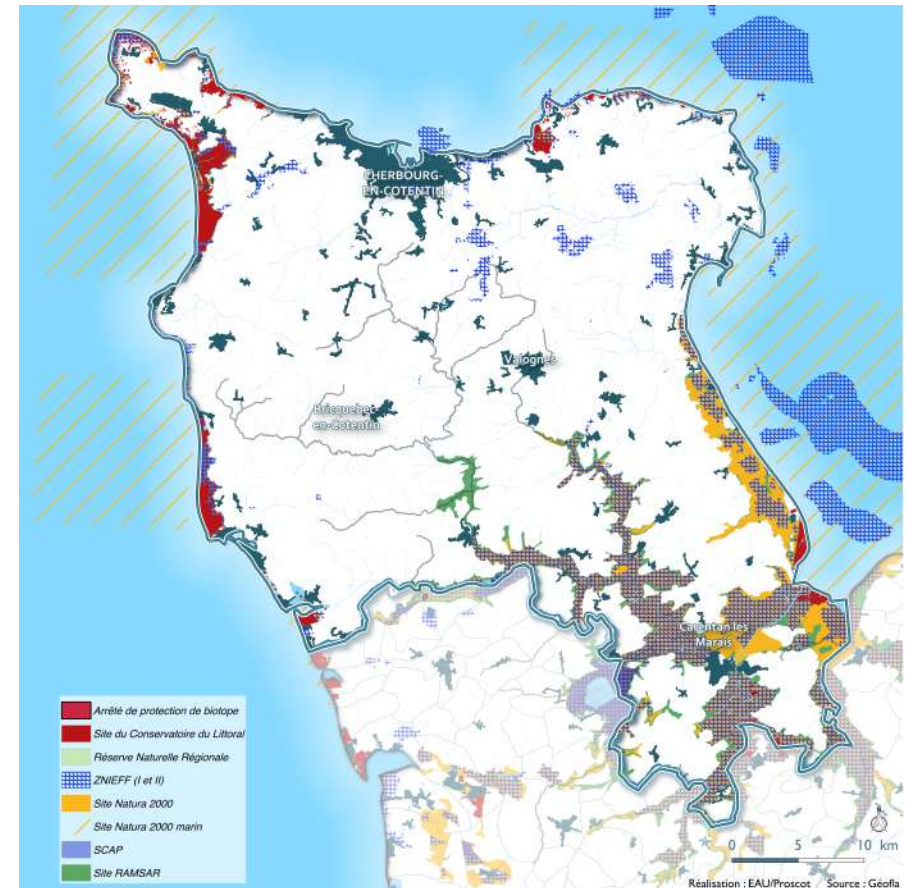 CHERBOURG-
EN-COTENTIN
Valognes
Bricquebec-
en-Cotentin
Carentan les
Marais
Arrêté de protection de biotope
Site du Conservatoire du Littoral
Réserve Naturelle Régionale
ZNIEFF (I et II)
Site Natura 2000
Site Natura 2000 marin
SCAP
Site RAMSAR
N
0 5 10 km
Réalisation : EAU/Proscot Source : Géofla